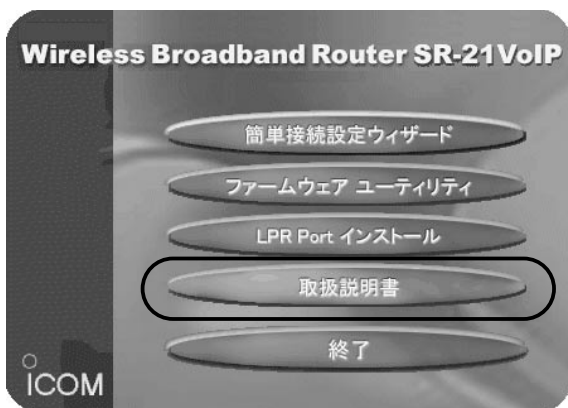 Wireless Broadband Router SR-21VoIP
簡単接続設定ウィザード
ファームウェア ユーティリティ
LPR Port インストール
取扱説明書
終了
ICOM